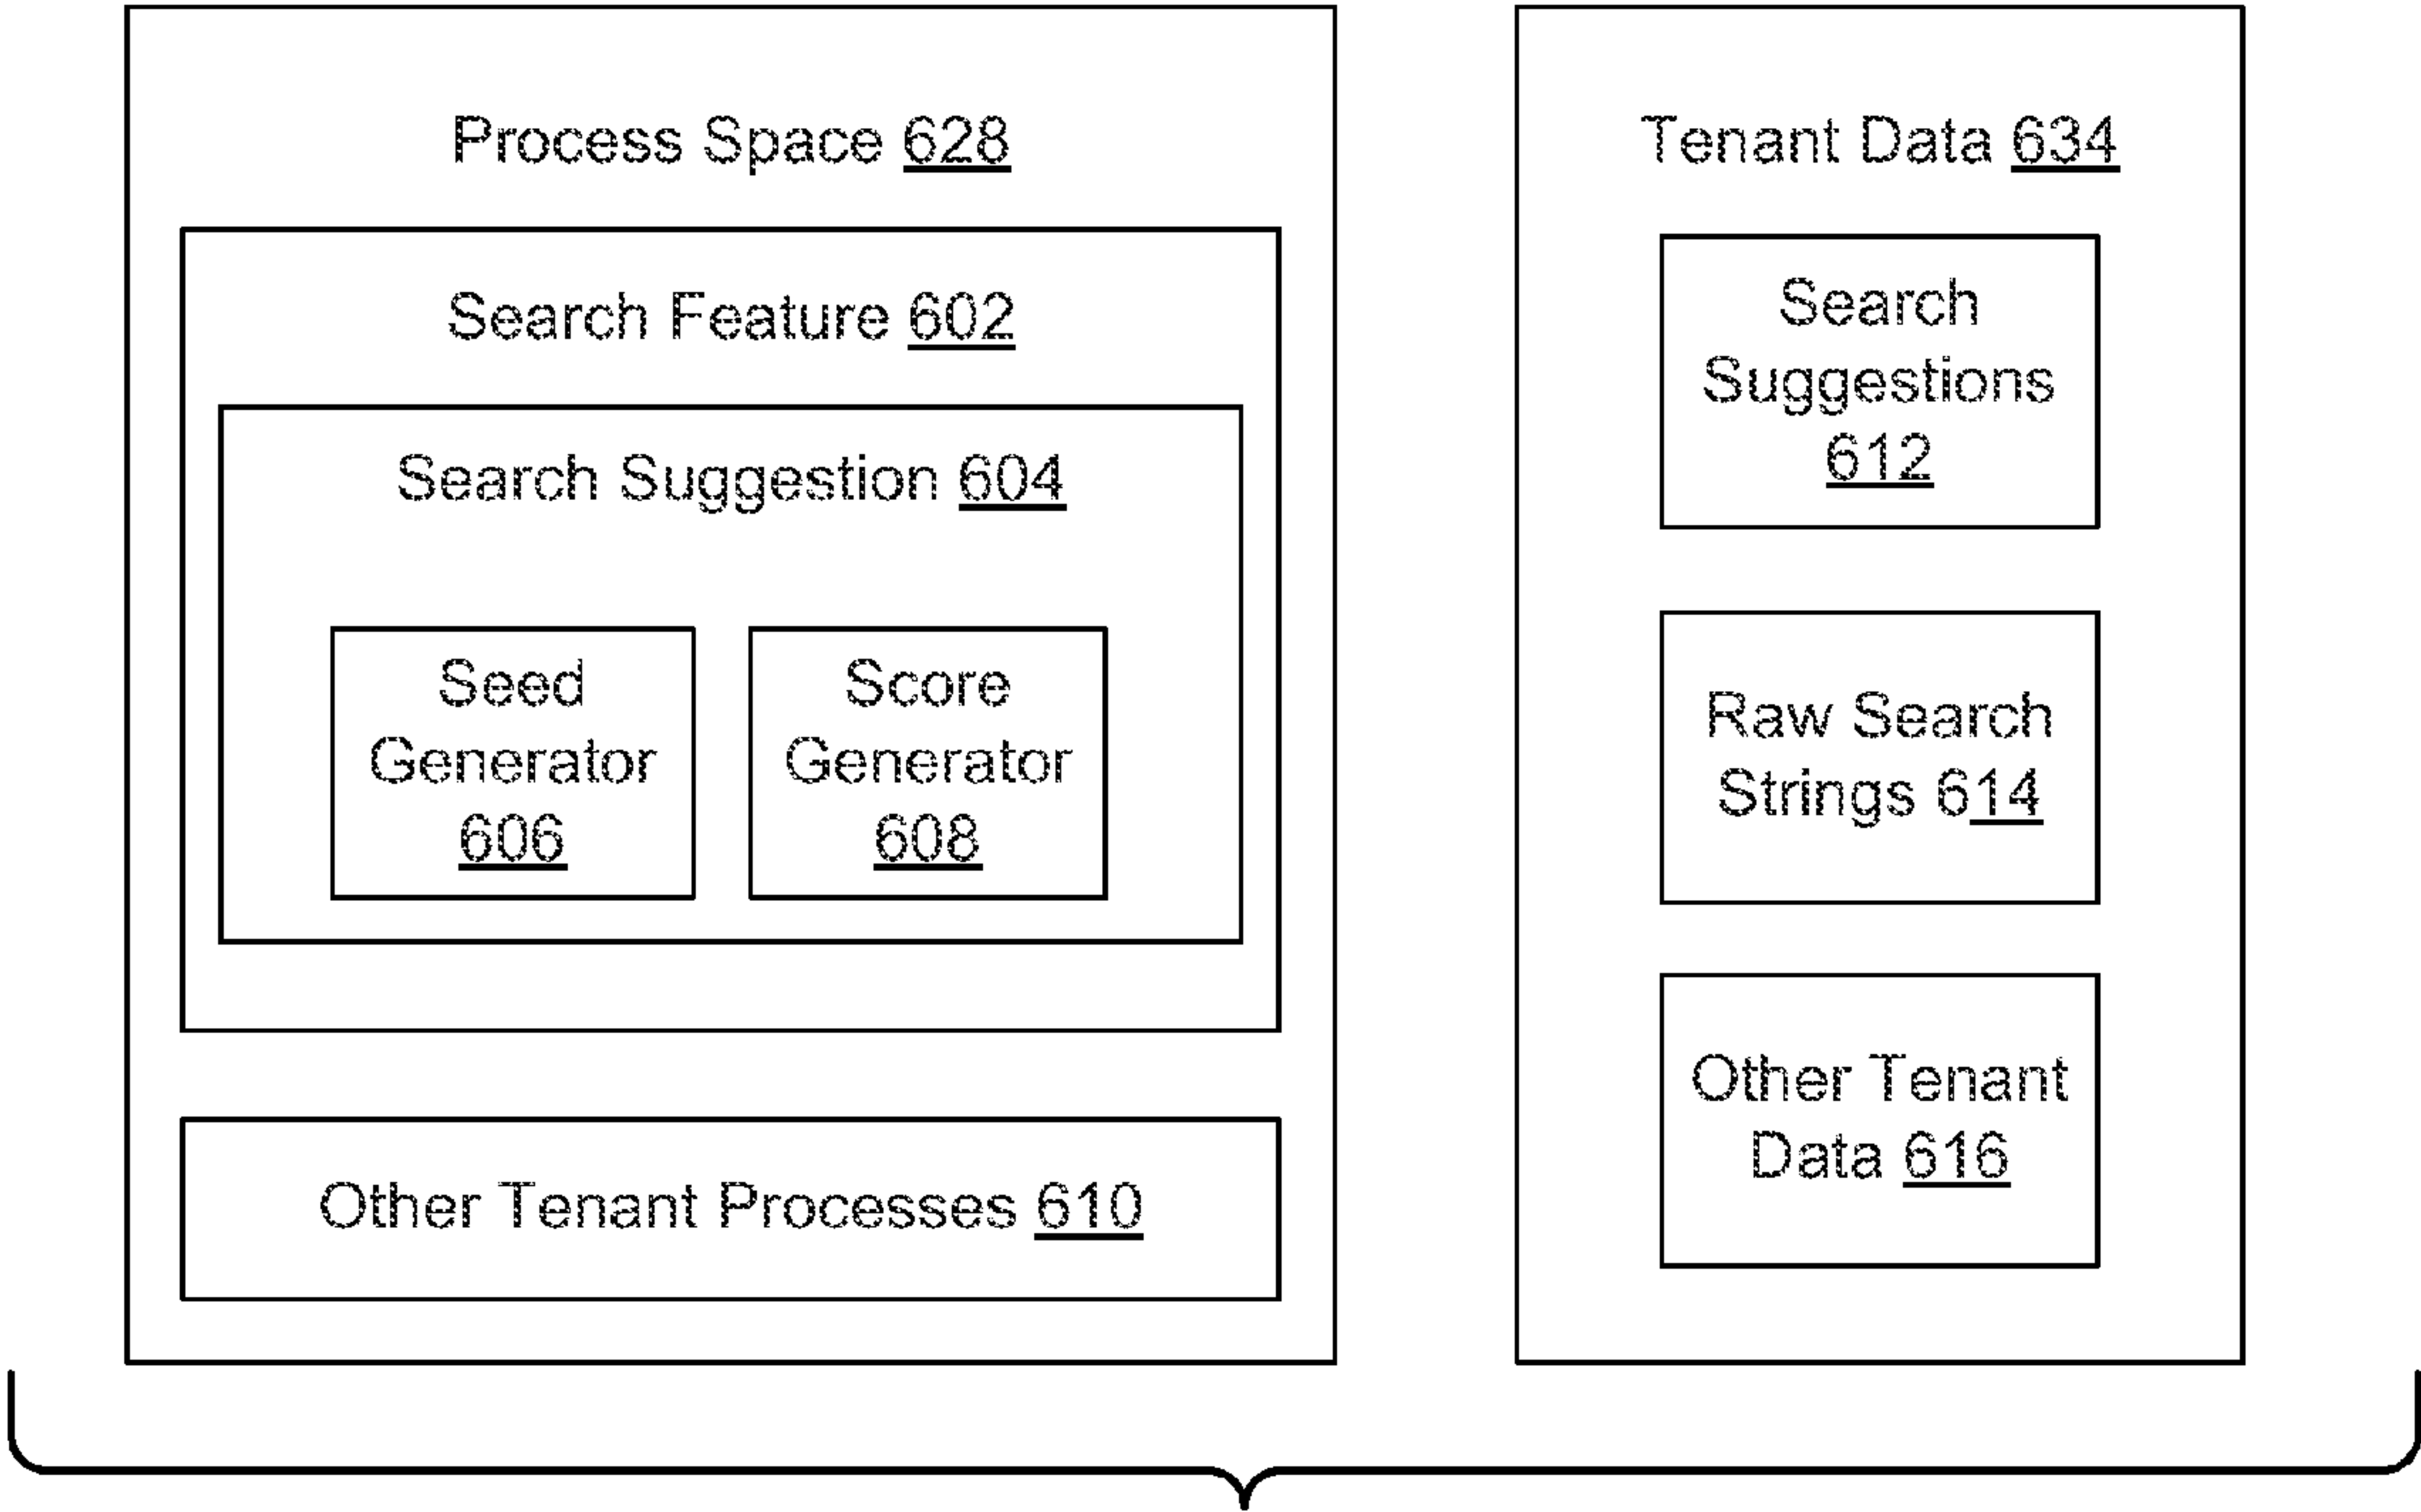 Process Space 628
Search Feature 602
Search Suggestion 604
Seed
Generator
606
Score
Generator
608
Other Tenant Processes 610
Tenant Data 634
Search
Suggestions
612
Raw Search
Strings 614
Other Tenant
Data 616